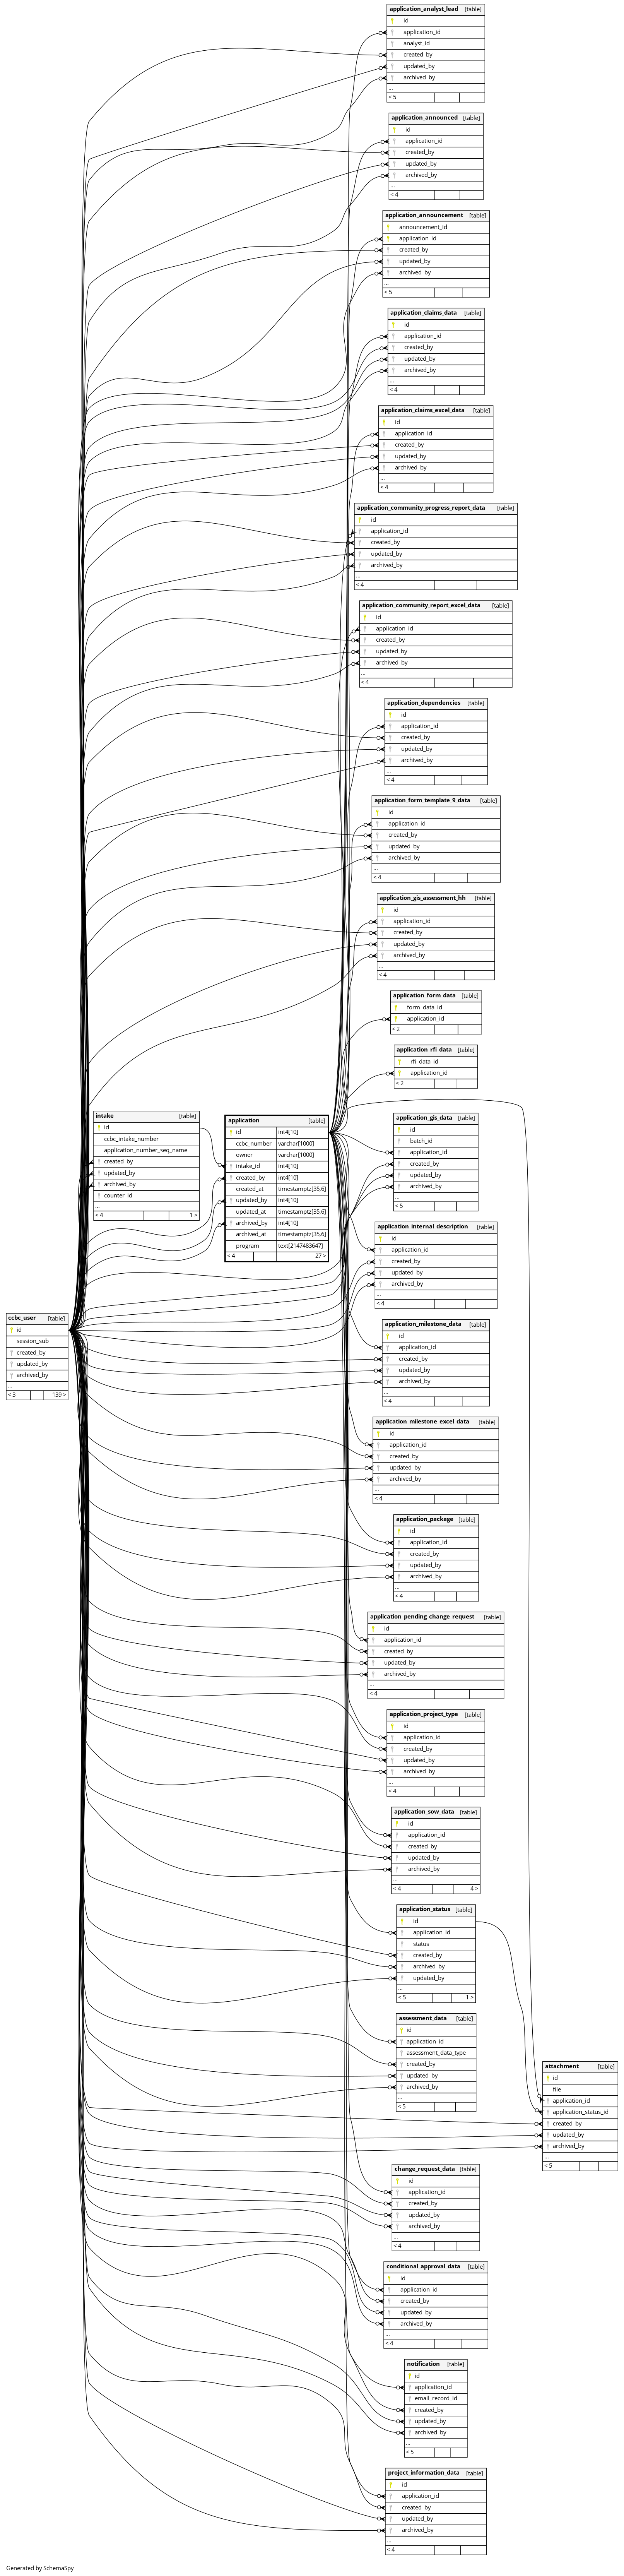 application_analyst_lead [table]
id
application_id
analyst_id
created_by
updated_by
archived_by
...
< 5
application_announced [table]
id
application_id
created_by
updated_by
archived_by
...
< 4
application_announcement [table]
announcement_id
application_id
created_by
updated_by
archived_by
...
< 5
application_claims_data [table]
id
application_id
created_by
updated_by
archived_by
...
< 4
application_claims_excel_data [table]
id
application_id
created_by
updated_by
archived_by
...
< 4
application_community_progress_report_data [table]
id
application_id
created_by
updated_by
archived_by
...
< 4
application_community_report_excel_data [table]
id
application_id
created_by
updated_by
archived_by
...
< 4
application_dependencies [table]
id
application_id
created_by
updated_by
archived_by
...
< 4
application_form_template_9_data [table]
id
application_id
created_by
updated_by
archived_by
...
< 4
application_gis_assessment_hh [table]
id
application_id
created_by
updated_by
archived_by
...
< 4
application_form_data [table]
form_data_id
application_id
< 2
application_rfi_data [table]
rfi_data_id
application_id
< 2
intake [table]
id
ccbc_intake_number
application_number_seq_name
created_by
updated_by
archived_by
counter_id
...
< 4 1 >
application [table]
id int4[10]
ccbc_number varchar[1000]
owner varchar[1000]
intake_id int4[10]
created_by int4[10]
created_at timestamptz[35,6]
updated_by int4[10]
updated_at timestamptz[35,6]
archived_by int4[10]
archived_at timestamptz[35,6]
program text[2147483647]
< 4 27 >
application_gis_data [table]
id
batch_id
application_id
created_by
updated_by
archived_by
...
< 5
application_internal_description [table]
id
application_id
created_by
updated_by
archived_by
...
< 4
ccbc_user [table]
id
session_sub
created_by
updated_by
archived_by
...
< 3 139 >
application_milestone_data [table]
id
application_id
created_by
updated_by
archived_by
...
< 4
application_milestone_excel_data [table]
id
application_id
created_by
updated_by
archived_by
...
< 4
application_package [table]
id
application_id
created_by
updated_by
archived_by
...
< 4
application_pending_change_request [table]
id
application_id
created_by
updated_by
archived_by
...
< 4
application_project_type [table]
id
application_id
created_by
updated_by
archived_by
...
< 4
application_sow_data [table]
id
application_id
created_by
updated_by
archived_by
...
< 4 4 >
application_status [table]
id
application_id
status
created_by
archived_by
updated_by
...
< 5 1 >
assessment_data [table]
id
application_id
assessment_data_type
created_by
updated_by
archived_by
...
< 5
attachment [table]
id
file
application_id
application_status_id
created_by
updated_by
archived_by
...
< 5
change_request_data [table]
id
application_id
created_by
updated_by
archived_by
...
< 4
conditional_approval_data [table]
id
application_id
created_by
updated_by
archived_by
...
< 4
notification [table]
id
application_id
email_record_id
created_by
updated_by
archived_by
...
< 5
project_information_data [table]
id
application_id
created_by
updated_by
archived_by
...
< 4
Generated by SchemaSpy